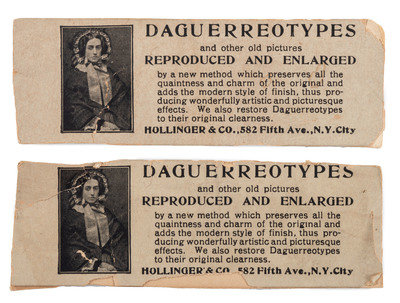 DAGUERREOTYPES
and other old pictures
REPRODUCED AND ENLARGED
by a new method which preserves all the
quaintness and charm of the original and
adds the modern style of finish, thus pro-
ducing wonderfully artistic and picturesque
effects. We also restore Daguerreotypes
to their original clearness.
HOLLINGER & CO., 582 Fifth Ave., N.Y. City
DAGUERREOTYPES
and other old pictures
REPRODUCED AND ENLARGED
by a new method which preserves all the
quaintness and charm of the original and
adds the modern style of finish, thus pro-
ducing wonderfully artistic and picturesque
effects. We also restore Daguerreotypes
to their original clearness.
HOLLINGER & CO., 582 Fifth Ave., N.Y. City